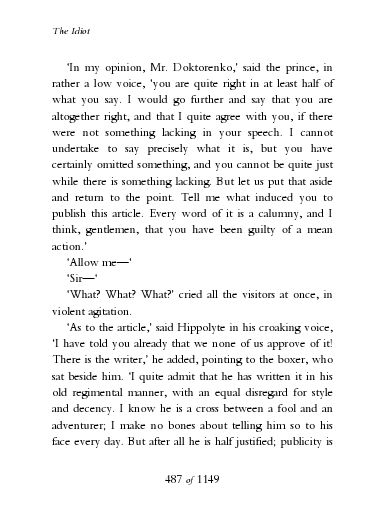 The Idiot
‘In my opinion, Mr. Doktorenko,’ said the prince, in
rather a low voice, ‘you are quite right in at least half of
what you say. I would go further and say that you are
altogether right, and that I quite agree with you, if there
were not something lacking in your speech. I cannot
undertake to say precisely what it is, but you have
certainly omitted something, and you cannot be quite just
while there is something lacking. But let us put that aside
and return to the point. Tell me what induced you to
publish this article. Every word of it is a calumny, and I
think, gentlemen, that you have been guilty of a mean
action.’
‘Allow me—‘
‘Sir—‘
‘What? What? What?’ cried all the visitors at once, in
violent agitation.
‘As to the article,’ said Hippolyte in his croaking voice,
‘I have told you already that we none of us approve of it!
There is the writer,’ he added, pointing to the boxer, who
sat beside him. ‘I quite admit that he has written it in his
old regimental manner, with an equal disregard for style
and decency. I know he is a cross between a fool and an
adventurer; I make no bones about telling him so to his
face every day. But after all he is half justified; publicity is
487 of 1149